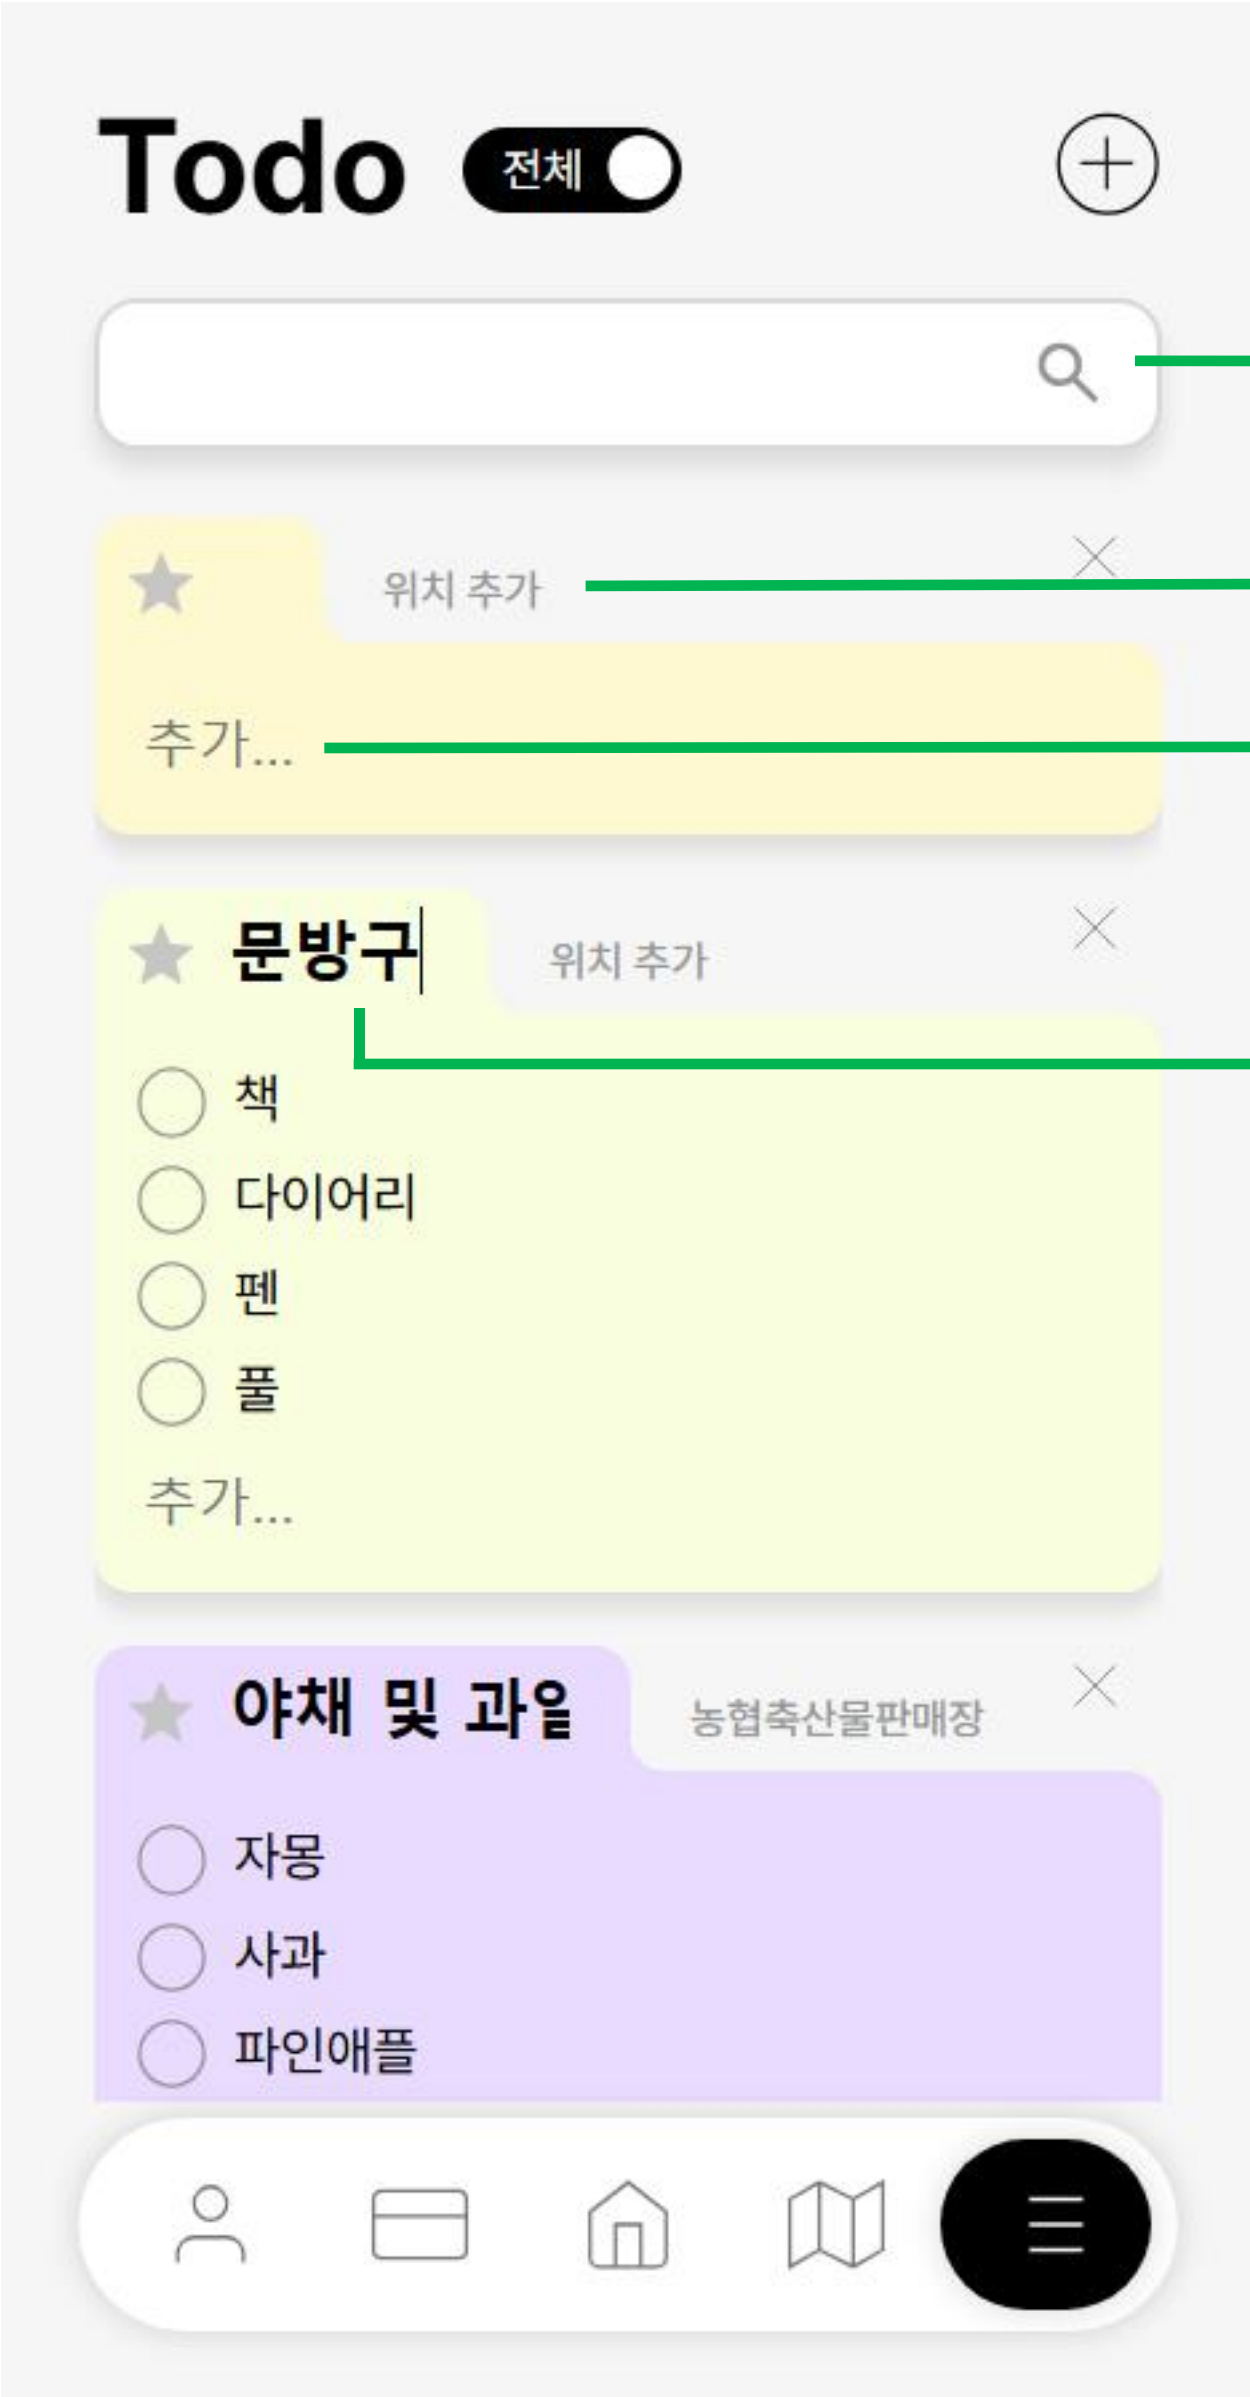 Todo 전체
위치 추가
추가...
문방구 위치 추가
책
다이어리
펜
풀
추가...
야채 및 과일 농협축산물판매장
자몽
사과
파인애플